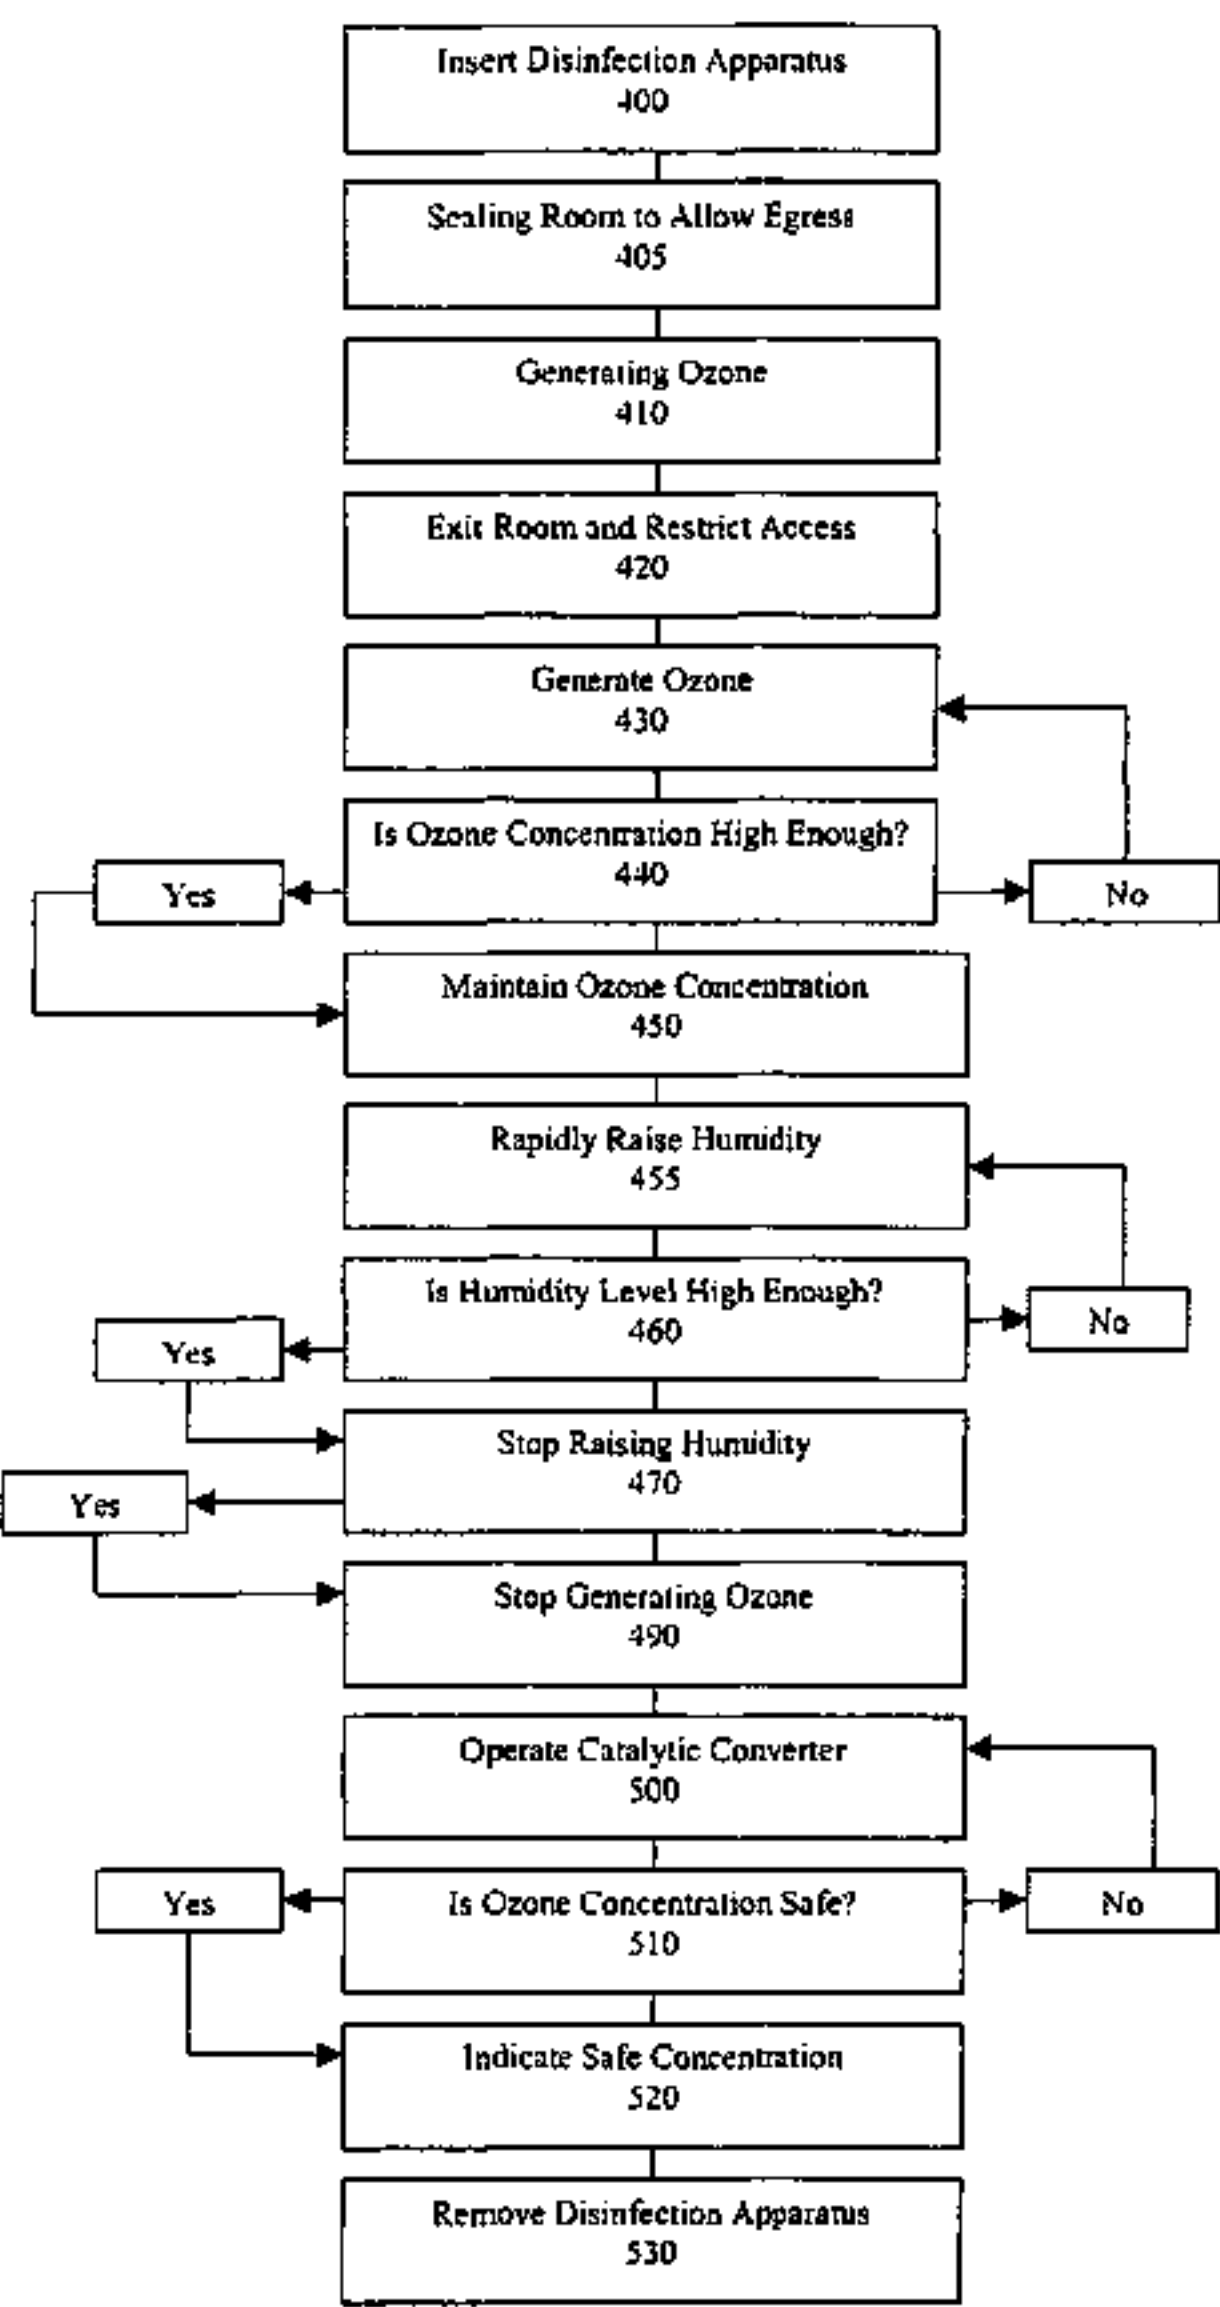 Insert Disinfection Apparatus
400
Sealing Room to Allow Egress
405
Generating Ozone
410
Exit Room and Restrict Access
420
Generate Ozone
430
Is Ozone Concentration High Enough?
440
Yes
No
Maintain Ozone Concentration
450
Rapidly Raise Humidity
455
Is Humidity Level High Enough?
460
Yes
No
Stop Raising Humidity
470
Yes
Stop Generating Ozone
490
Operate Catalytic Converter
500
Is Ozone Concentration Safe?
510
Yes
No
Indicate Safe Concentration
520
Remove Disinfection Apparatus
530